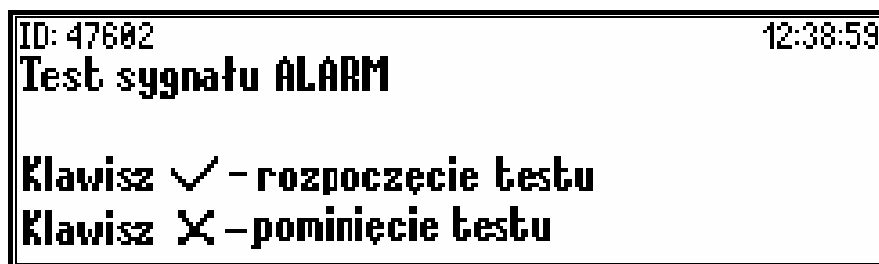 ID: 47602 12:38:59
Test sygnału ALARM
Klawisz ✓ – rozpoczęcie testu
Klawisz X – pominięcie testu